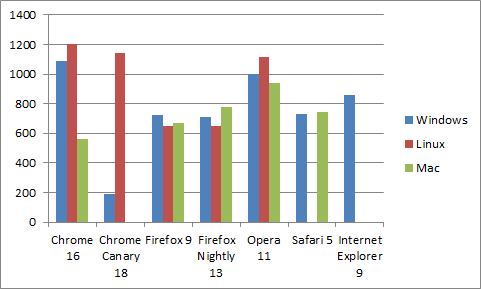 1400
1200
1000
800
600
400
200
0
Windows
Linux
Mac
Chrome 16
Chrome Canary 18
Firefox 9
Firefox Nightly 13
Opera 11
Safari 5
Internet Explorer 9